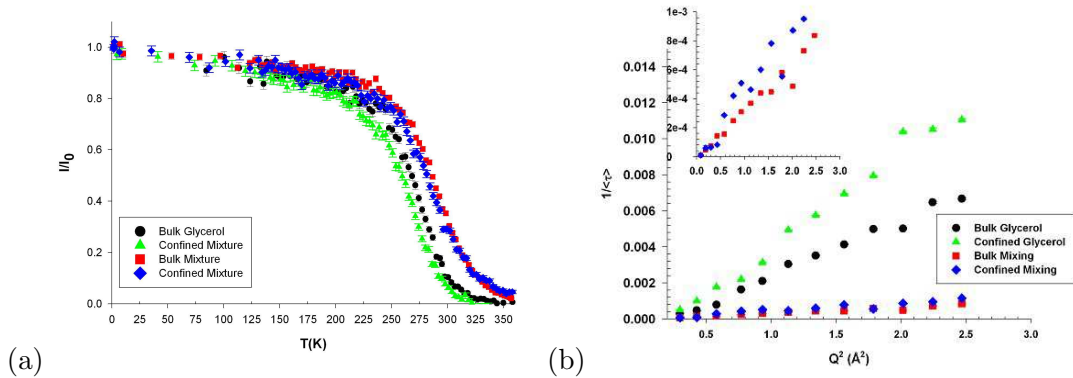 1.0
0.8
0.6
0.4
0.2
0.0
I/I0
0 25 50 75 100 125 150 175 200 225 250 275 300 325 350
T(K)
Bulk Glycerol
Confined Mixture
Bulk Mixture
Confined Mixture
(a)
0.014
0.012
0.010
0.008
0.006
0.004
0.002
0.000
1/<τ>
0.5 1.0 1.5 2.0 2.5 3.0
Q2 (Å2)
1e-3
8e-4
6e-4
4e-4
2e-4
0.0 0.5 1.0 1.5 2.0 2.5 3.0
Bulk Glycerol
Confined Glycerol
Bulk Mixing
Confined Mixing
(b)